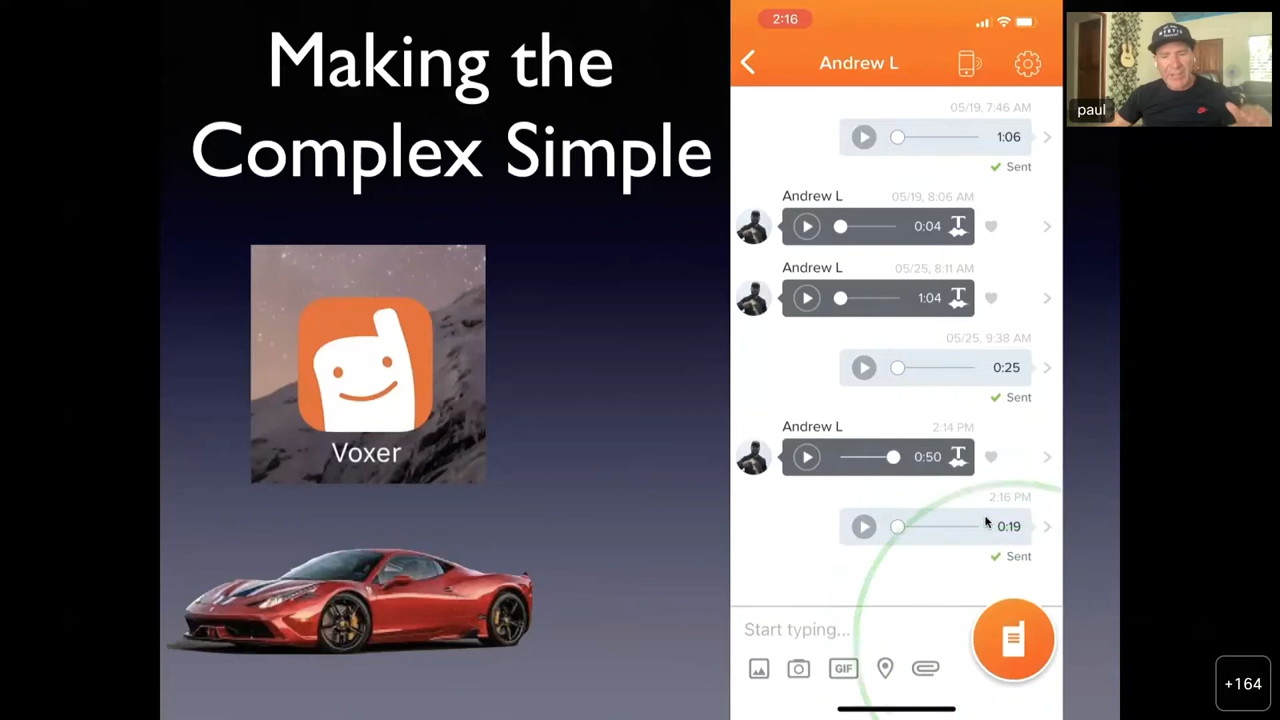 Making the
Complex Simple
Voxer
2:16
Andrew L
05/19, 7:46 AM
1:06
Sent
Andrew L 05/19, 8:06 AM
0:04
Andrew L 05/25, 8:11 AM
1:04
05/25, 9:38 AM
0:25
Sent
Andrew L 2:14 PM
0:50
2:16 PM
0:19
Sent
Start typing...
GIF
paul
+164